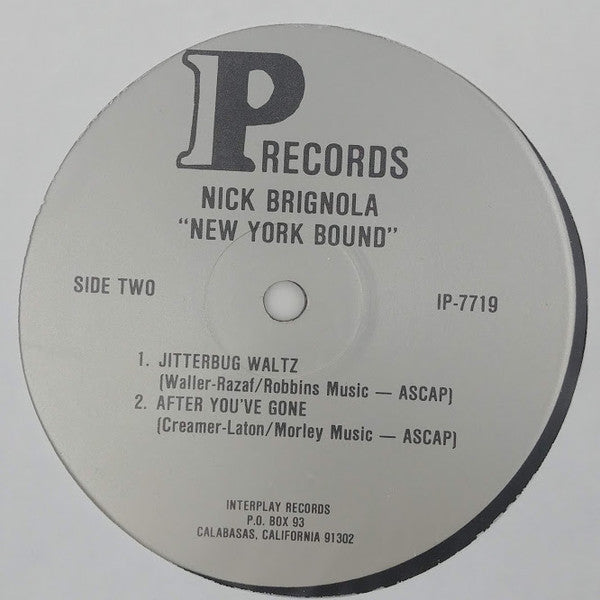 IP RECORDS
NICK BRIGNOLA
"NEW YORK BOUND"
SIDE TWO
IP-7719
1. JITTERBUG WALTZ
(Waller-Razaf/Robbins Music — ASCAP)
2. AFTER YOU'VE GONE
(Creamer-Laton/Morley Music — ASCAP)
INTERPLAY RECORDS
P.O. BOX 93
CALABASAS, CALIFORNIA 91302